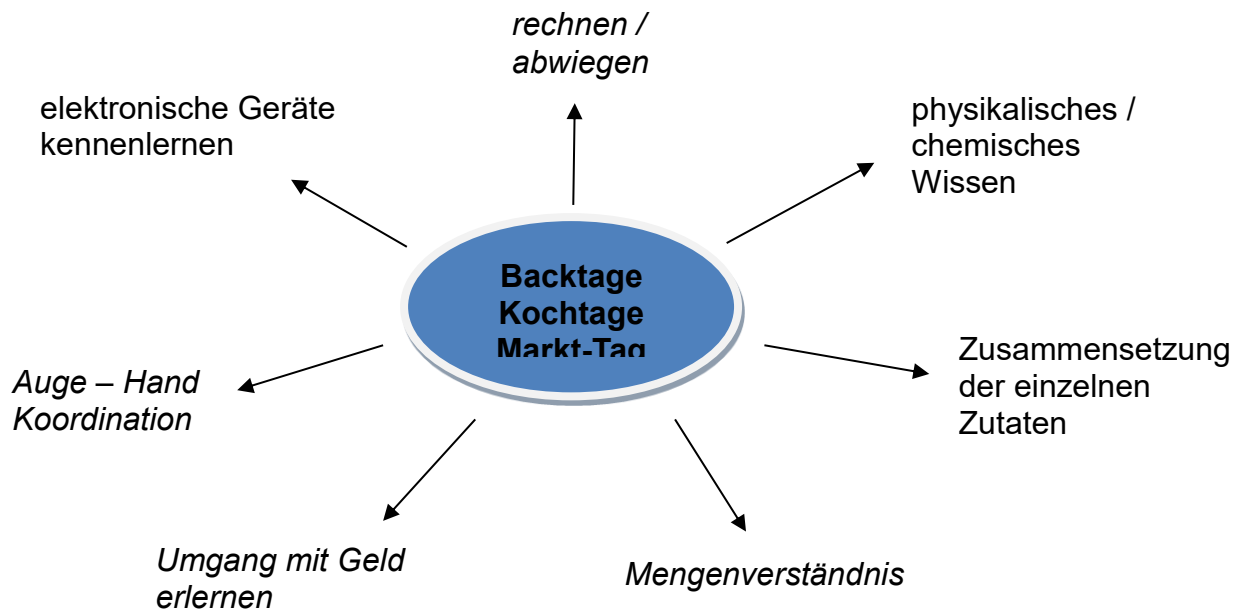 rechnen /
abwiegen
elektronische Geräte
kennenlernen
physikalisches /
chemisches
Wissen
Backtage
Kochtage
Markt-Tag
Zusammensetzung
der einzelnen
Zutaten
Auge – Hand
Koordination
Umgang mit Geld
erlernen
Mengenverständnis